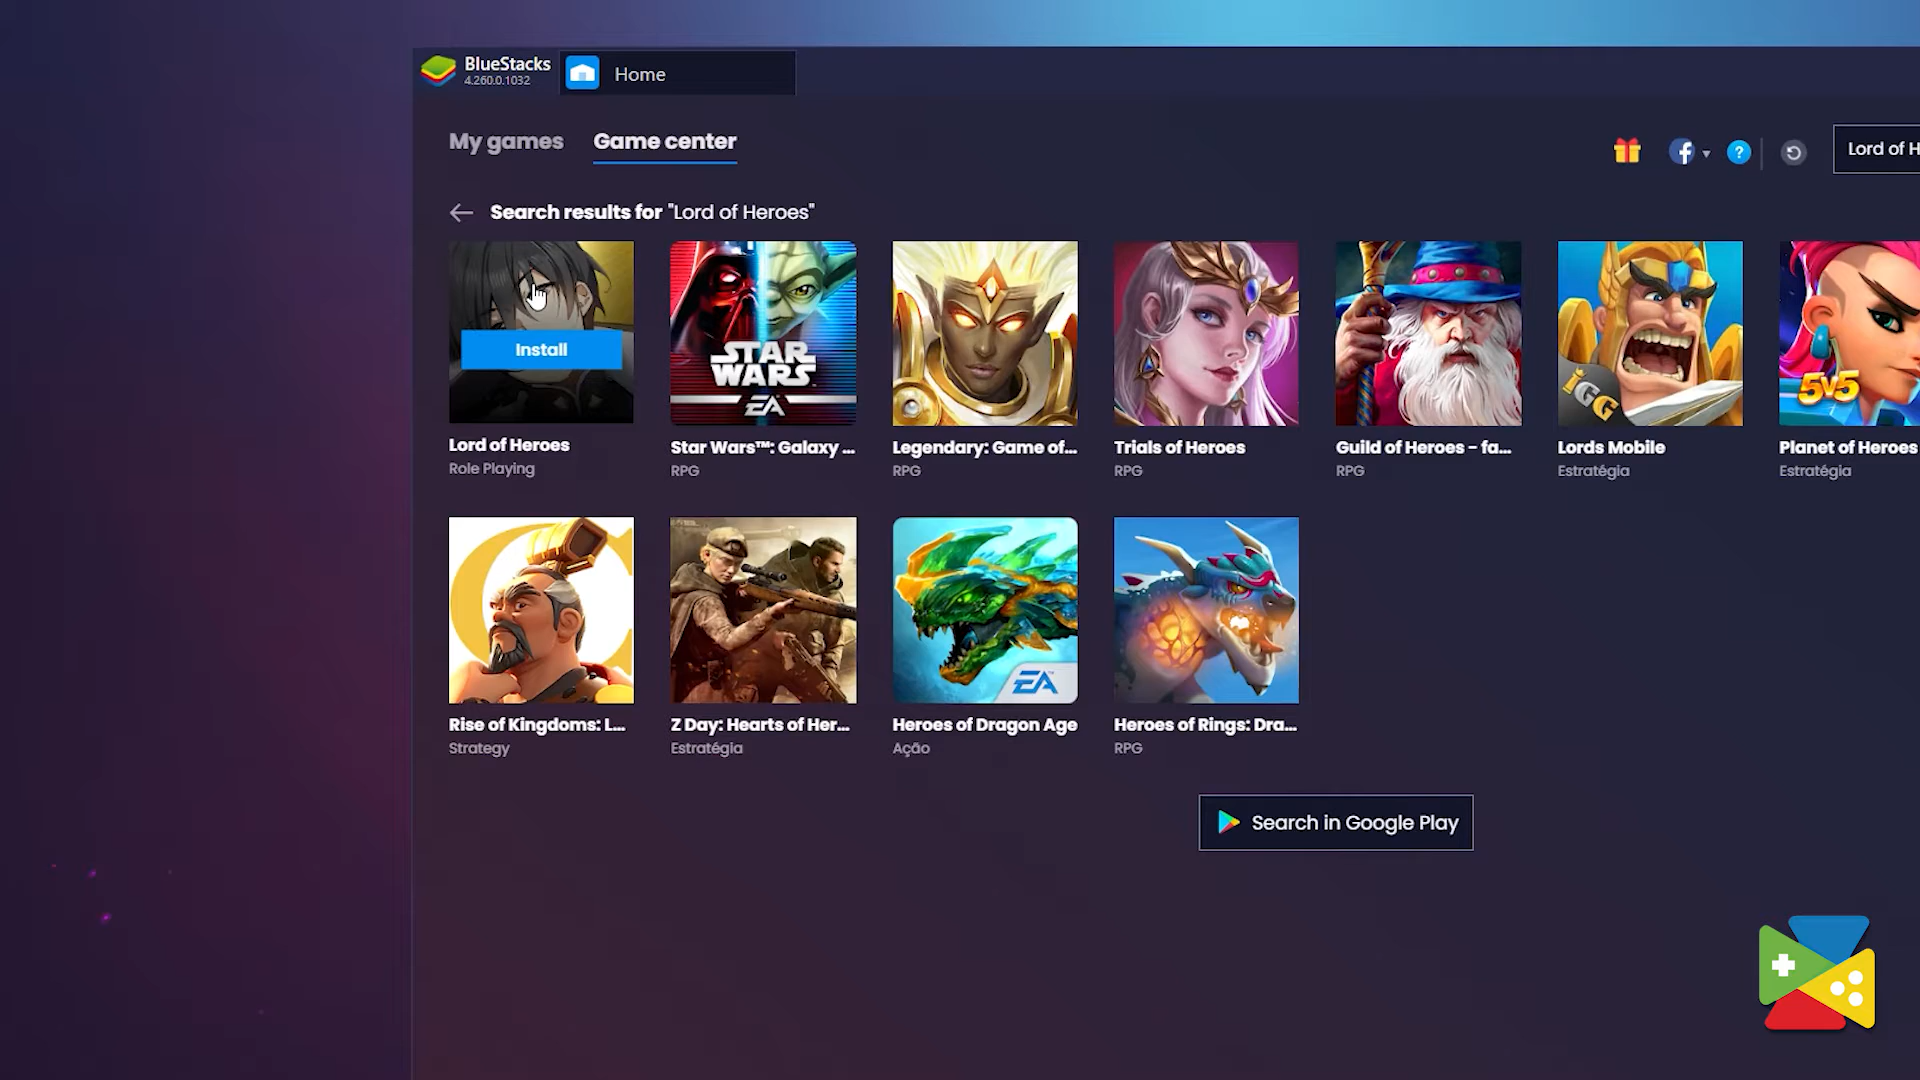 BlueStacks
4.260.0.1032
Home
My games
Game center
?
Lord of H
Search results for "Lord of Heroes"
Install
STAR
WARS
EA
IGG
5v5
Lord of Heroes
Role Playing
Star Wars™: Galaxy ...
RPG
Legendary: Game of...
RPG
Trials of Heroes
RPG
Guild of Heroes - fa...
RPG
Lords Mobile
Estratégia
Planet of Heroes
Estratégia
EA
Rise of Kingdoms: L...
Strategy
Z Day: Hearts of Her...
Estratégia
Heroes of Dragon Age
Ação
Heroes of Rings: Dra...
RPG
Search in Google Play